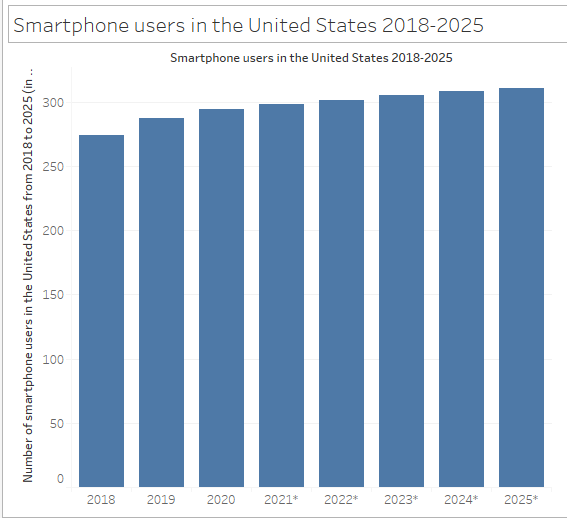 Smartphone users in the United States 2018-2025
Smartphone users in the United States 2018-2025
Number of smartphone users in the United States from 2018 to 2025 (in ..
300
250
200
150
100
50
0
2018 2019 2020 2021* 2022* 2023* 2024* 2025*